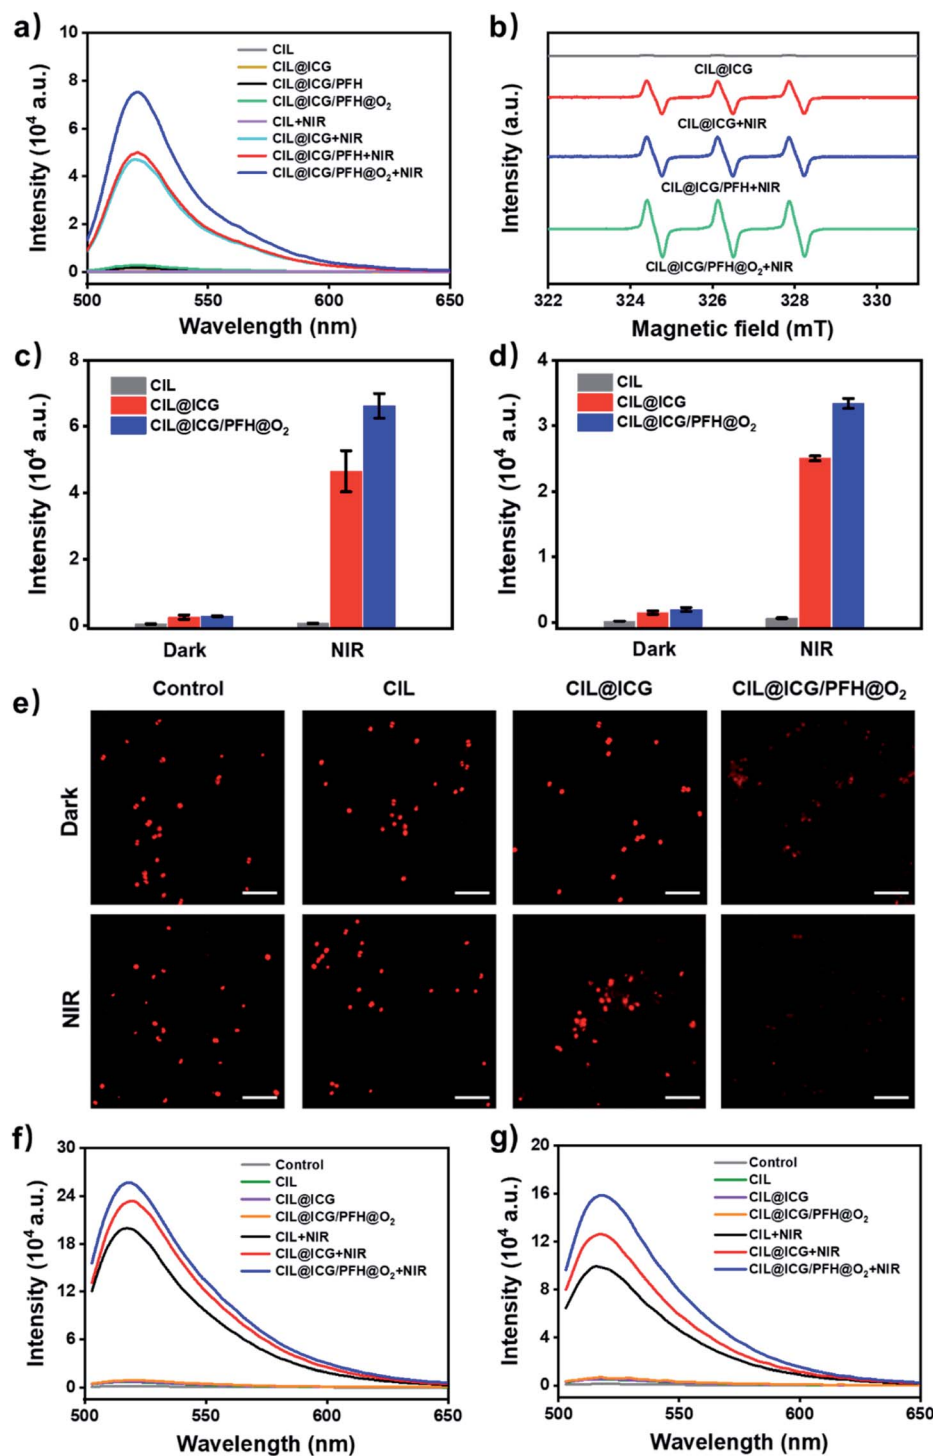 a)
10
8
6
4
2
0
Intensity (10⁴ a.u.)
CIL
CIL@ICG
CIL@ICG/PFH
CIL@ICG/PFH@O₂
CIL+NIR
CIL@ICG+NIR
CIL@ICG/PFH+NIR
CIL@ICG/PFH@O₂+NIR
500 550 600 650
Wavelength (nm)
b)
Intensity (a.u.)
CIL@ICG
CIL@ICG+NIR
CIL@ICG/PFH+NIR
CIL@ICG/PFH@O₂+NIR
322 324 326 328 330
Magnetic field (mT)
c)
8
6
4
2
0
Intensity (10⁴ a.u.)
CIL
CIL@ICG
CIL@ICG/PFH@O₂
Dark NIR
d)
4
3
2
1
0
Intensity (10⁴ a.u.)
CIL
CIL@ICG
CIL@ICG/PFH@O₂
Dark NIR
e)
Control CIL CIL@ICG CIL@ICG/PFH@O₂
Dark
NIR
f)
30
24
18
12
6
0
Intensity (10⁴ a.u.)
Control
CIL
CIL@ICG
CIL@ICG/PFH@O₂
CIL+NIR
CIL@ICG+NIR
CIL@ICG/PFH@O₂+NIR
500 550 600 650
Wavelength (nm)
g)
20
16
12
8
4
0
Intensity (10⁴ a.u.)
Control
CIL
CIL@ICG
CIL@ICG/PFH@O₂
CIL+NIR
CIL@ICG+NIR
CIL@ICG/PFH@O₂+NIR
500 550 600 650
Wavelength (nm)